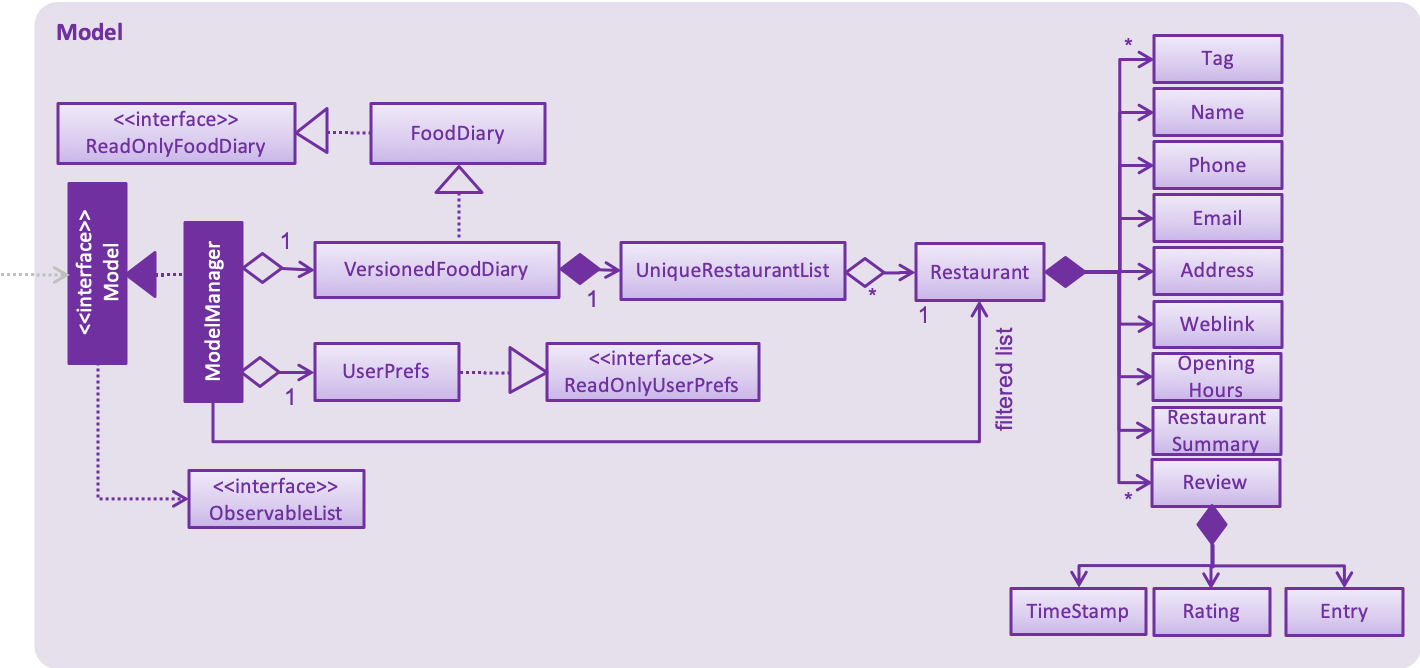 Model
<<interface>>
ReadOnlyFoodDiary
FoodDiary
<<interface>>
Model
ModelManager
1
VersionedFoodDiary
1
UniqueRestaurantList
*
Restaurant
1
1
UserPrefs
<<interface>>
ReadOnlyUserPrefs
filtered list
<<interface>>
ObservableList
*
Tag
Name
Phone
Email
Address
Weblink
Opening
Hours
Restaurant
Summary
Review
*
TimeStamp
Rating
Entry